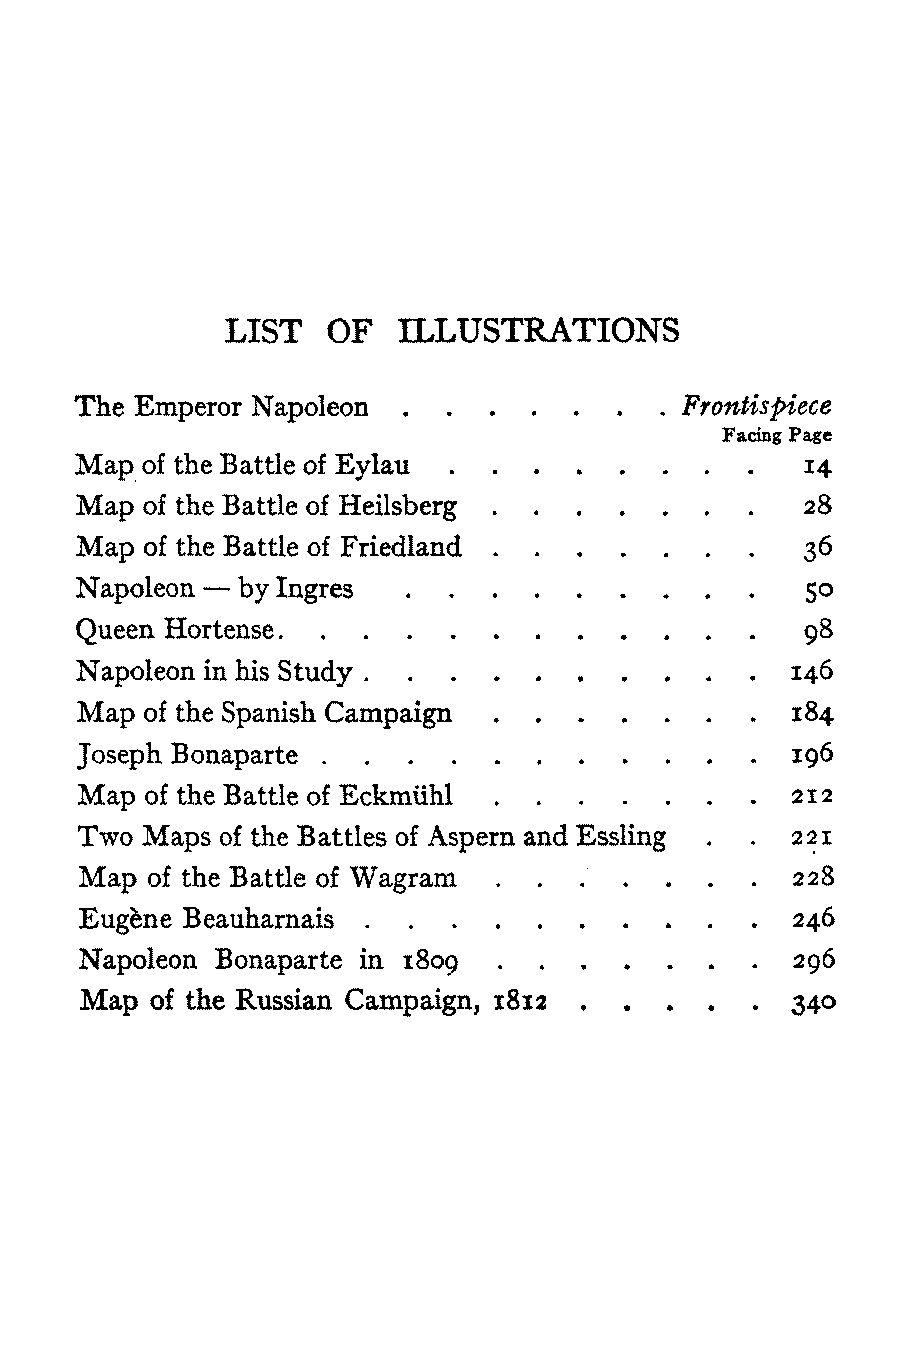 LIST OF ILLUSTRATIONS
The Emperor Napoleon . . . . . . . Frontispiece
Facing Page
Map of the Battle of Eylau . . . . . . . . 14
Map of the Battle of Heilsberg . . . . . . . 28
Map of the Battle of Friedland . . . . . . . 36
Napoleon — by Ingres . . . . . . . . . 50
Queen Hortense . . . . . . . . . . . . 98
Napoleon in his Study . . . . . . . . . . 146
Map of the Spanish Campaign . . . . . . . 184
Joseph Bonaparte . . . . . . . . . . . 196
Map of the Battle of Eckmühl . . . . . . . 212
Two Maps of the Battles of Aspern and Essling . . 221
Map of the Battle of Wagram . . . . . . . 228
Eugène Beauharnais . . . . . . . . . . 246
Napoleon Bonaparte in 1809 . . . . . . . 296
Map of the Russian Campaign, 1812 . . . . . 340